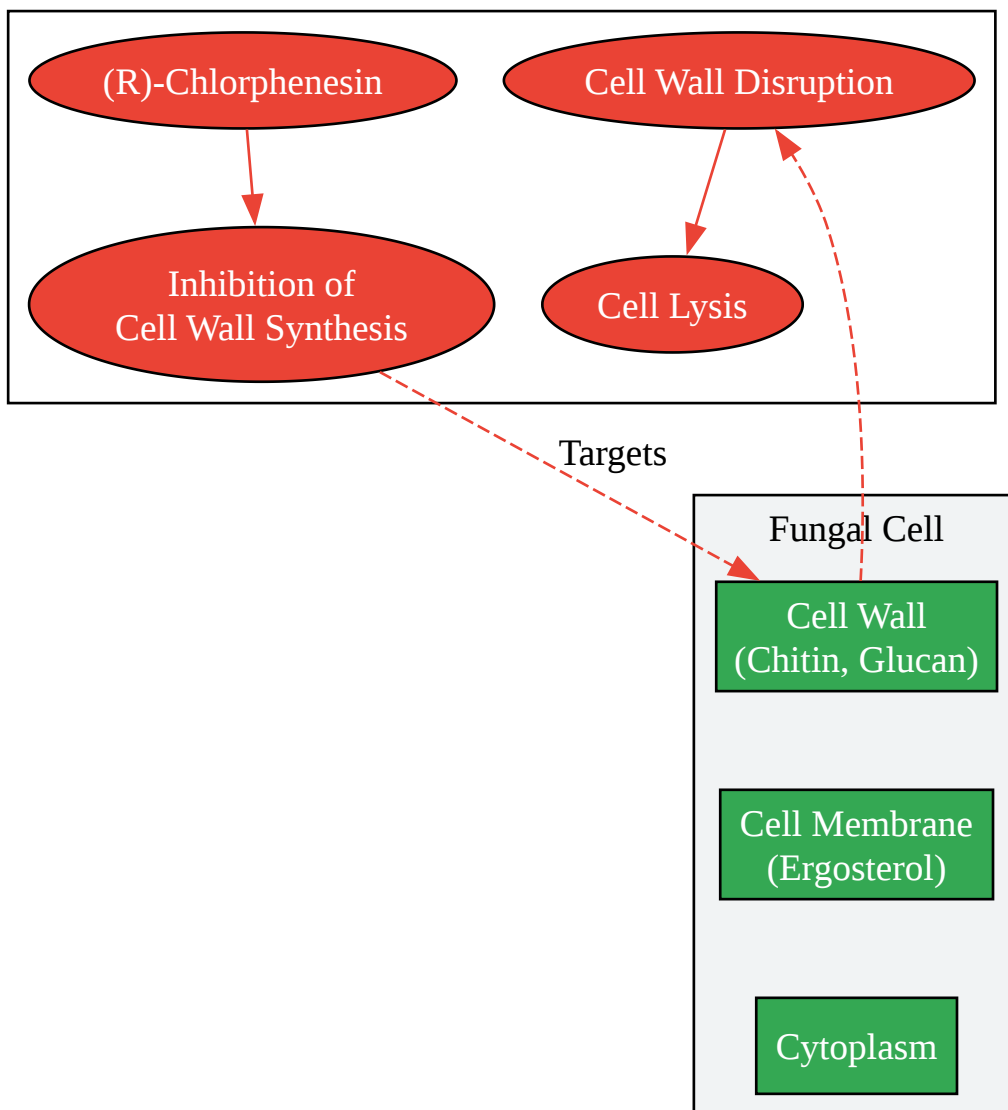 (R)-Chlorphenesin
Cell Wall Disruption
Inhibition of
Cell Wall Synthesis
Cell Lysis
Targets
Fungal Cell
Cell Wall
(Chitin, Glucan)
Cell Membrane
(Ergosterol)
Cytoplasm